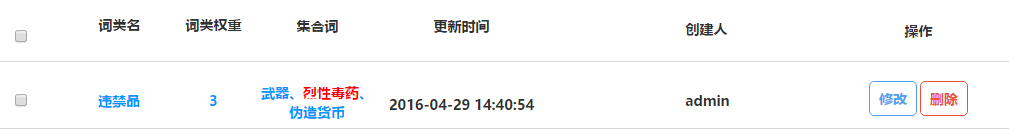 词类名 词类权重 集合词 更新时间 创建人 操作
违禁品 3 武器、烈性毒药、 2016-04-29 14:40:54 admin 修改 删除
伪造货币